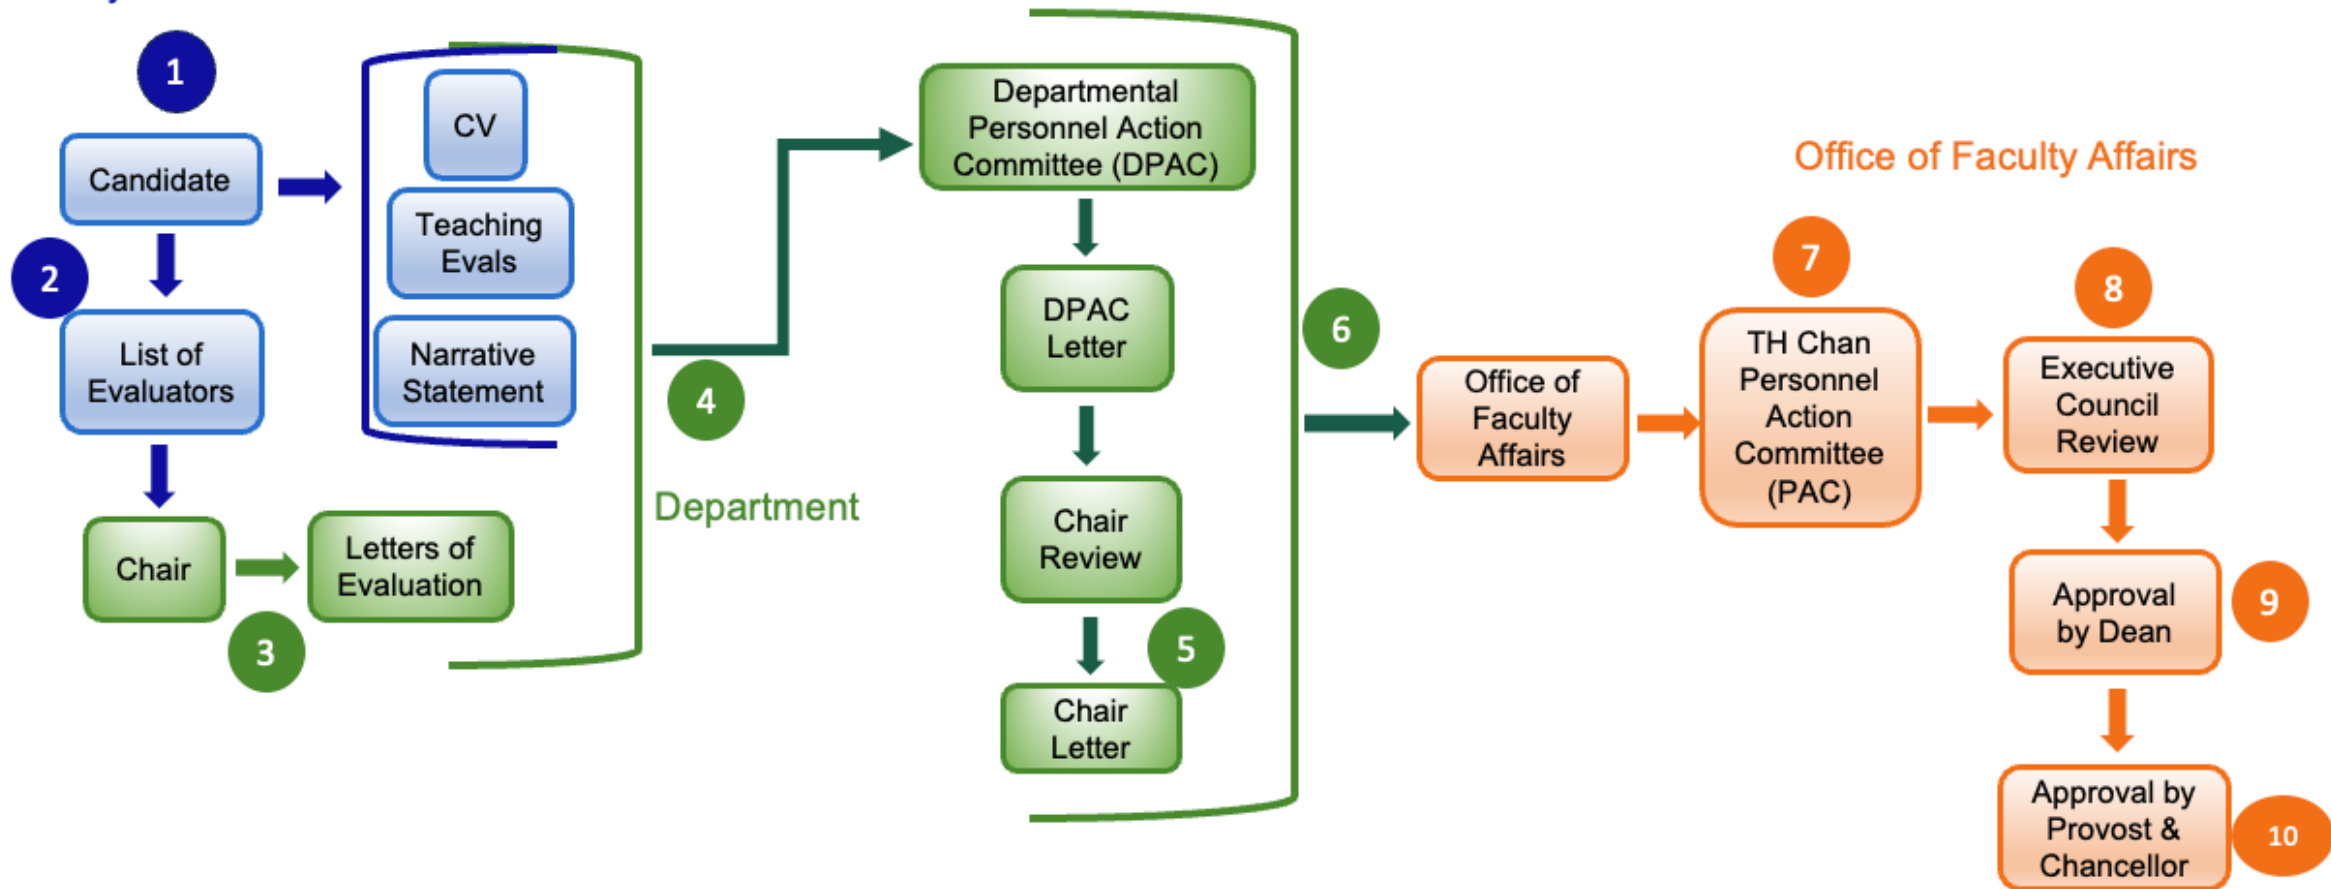 1
Candidate
2
List of
Evaluators
Chair
3
Letters of
Evaluation
CV
Teaching
Evals
Narrative
Statement
4
Department
Departmental
Personnel Action
Committee (DPAC)
DPAC
Letter
Chair
Review
5
Chair
Letter
6
Office of Faculty Affairs
Office of
Faculty
Affairs
7
TH Chan
Personnel
Action
Committee
(PAC)
8
Executive
Council
Review
Approval
by Dean
9
Approval by
Provost &
Chancellor
10